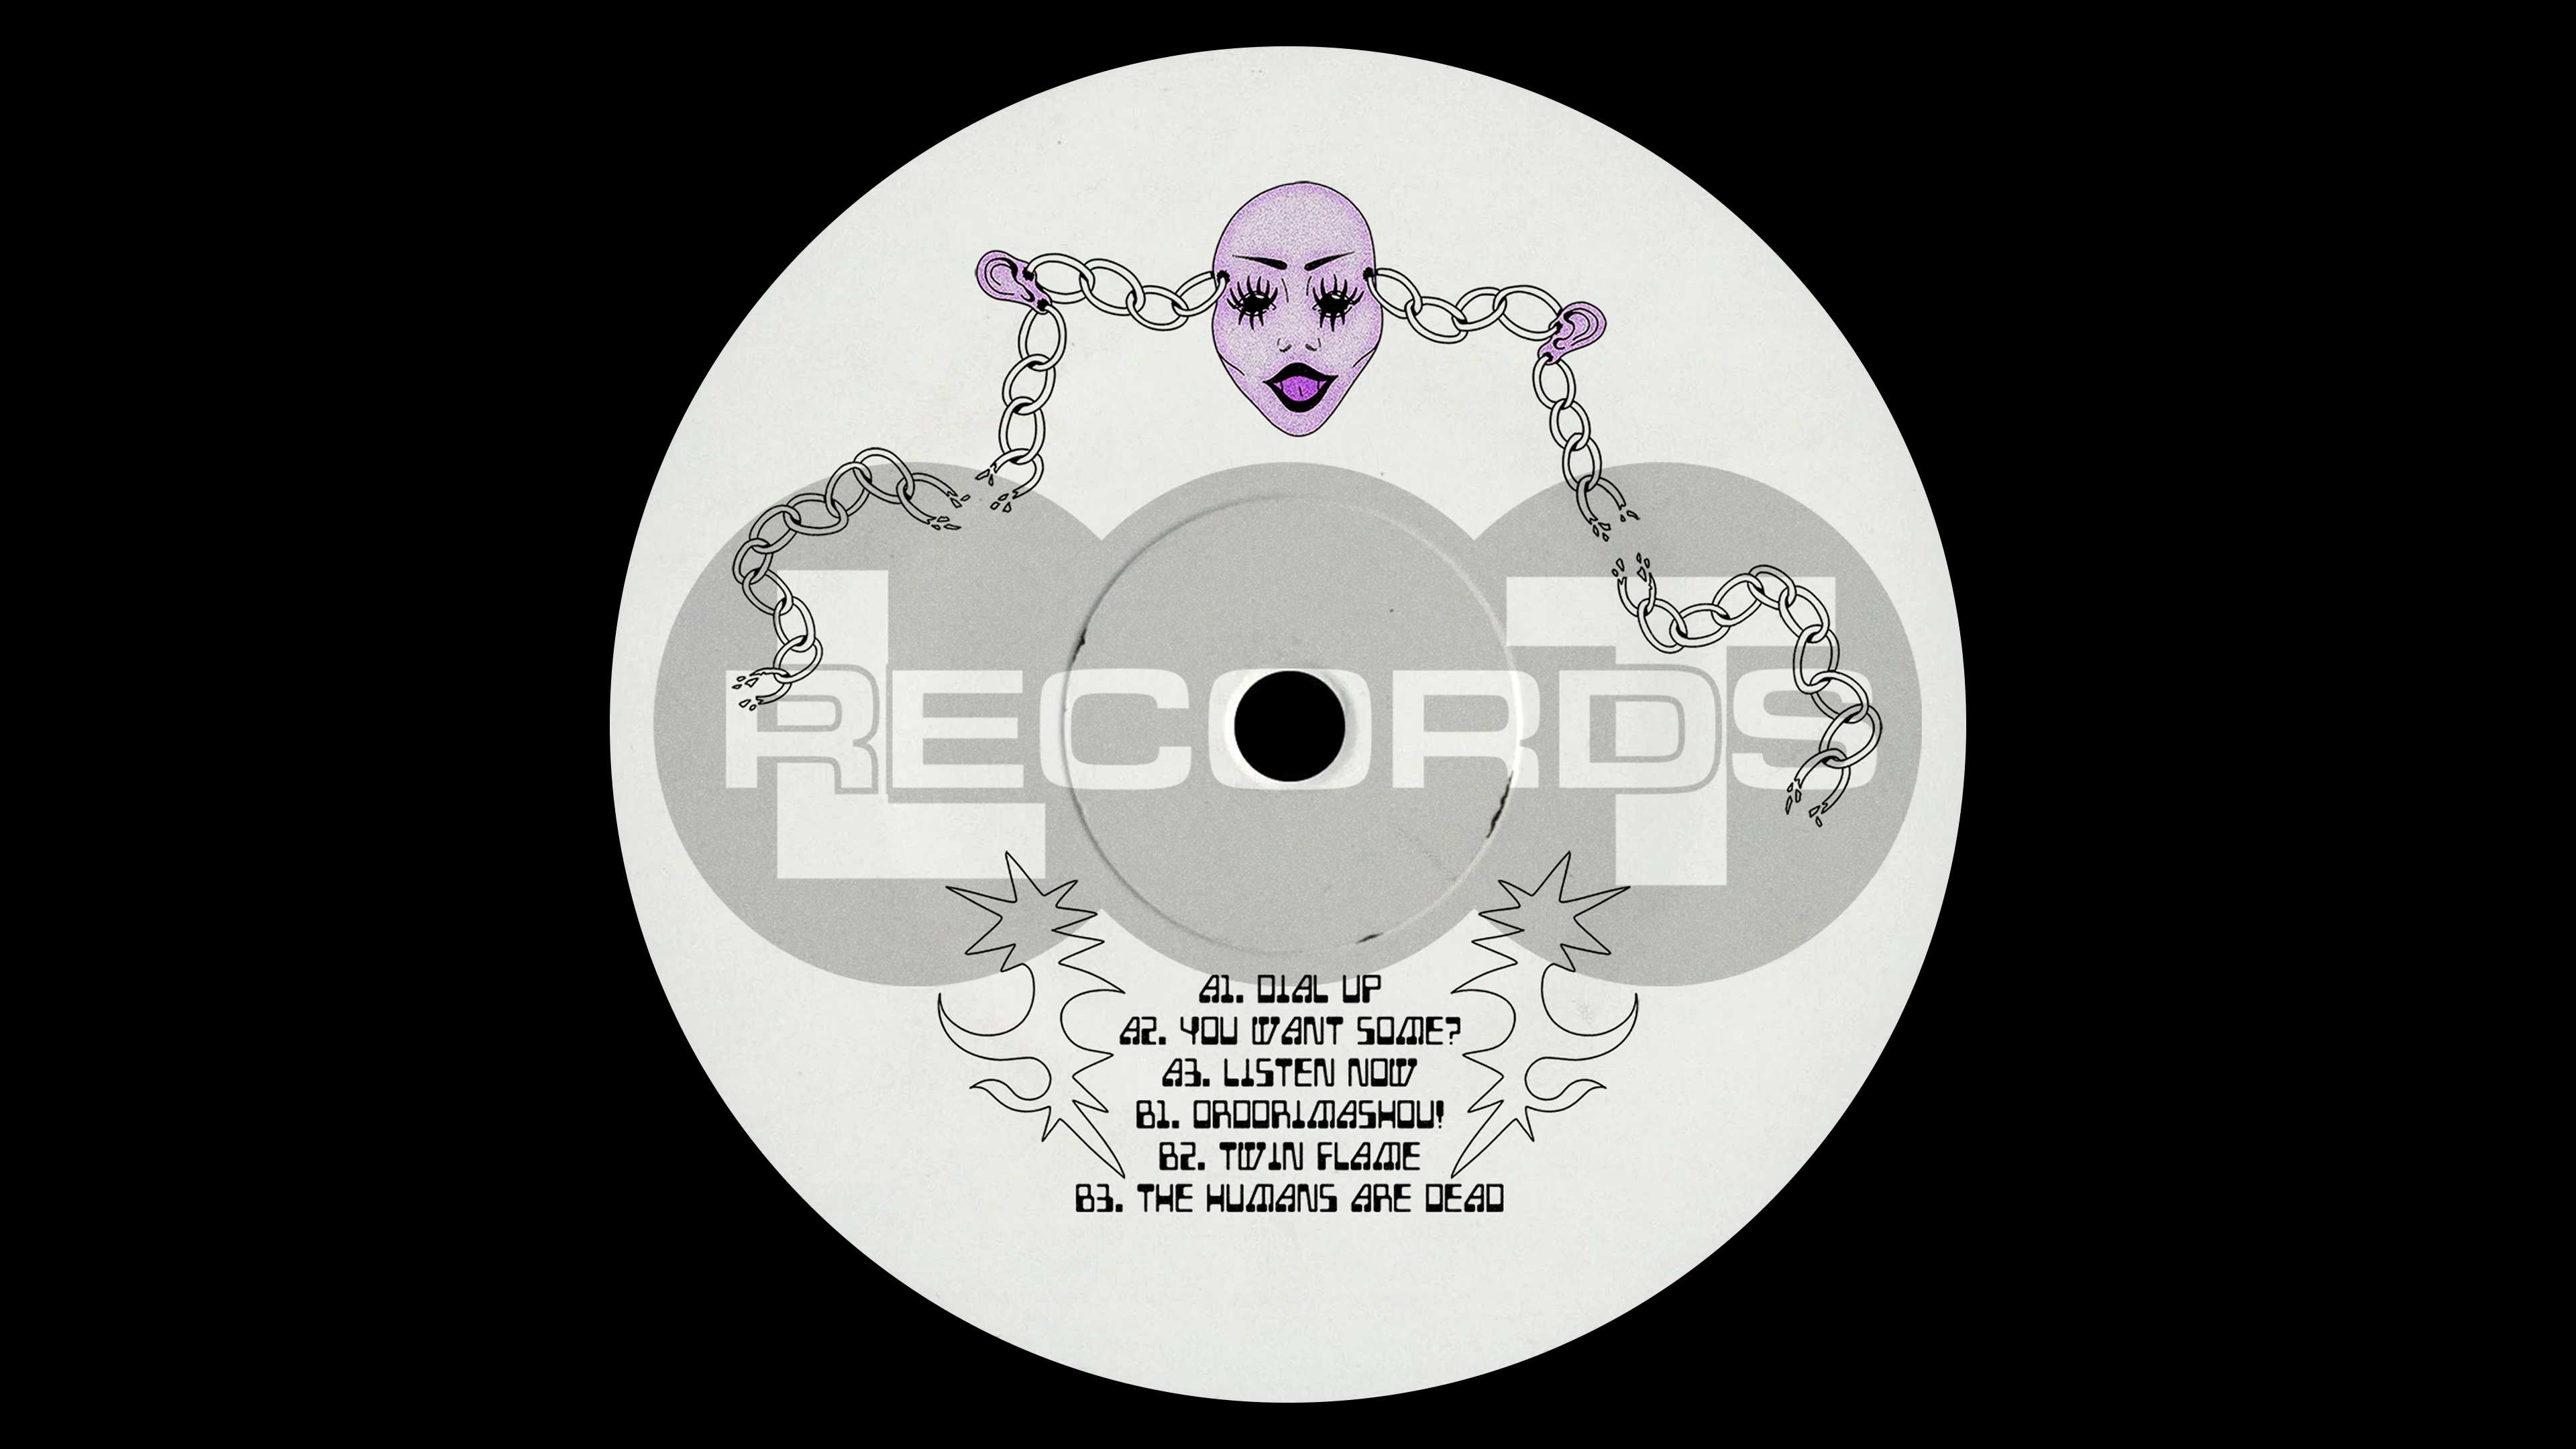 L T
RECORDS
A1. DIAL UP
A2. YOU WANT SOME?
A3. LISTEN NOW
B1. ORDORIMASHOU!
B2. TWIN FLAME
B3. THE HUMANS ARE DEAD